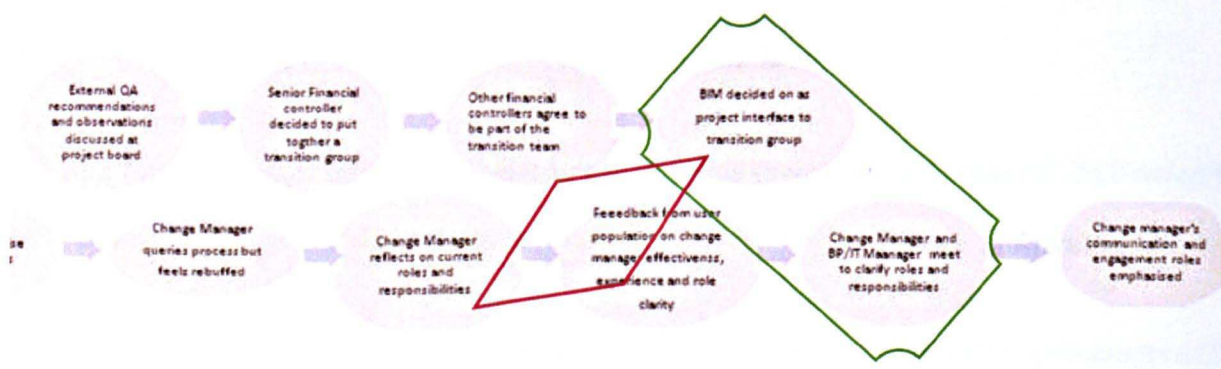 External QA
recommendations
and observations
discussed at
project board
Senior Financial
controller
decided to put
togther a
transition group
Other financial
controllers agree to
be part of the
transition team
BIM decided on as
project interface to
transition group
Change Manager
queries process but
feels rebuffed
Change Manager
reflects on current
roles and
responsibilities
Feeedback from user
population on change
manager effectivenss,
experience and role
clarity
Change Manager and
BP/IT Maanager meet
to clarify roles and
responsibilities
Change manager's
communication and
engagement roles
emphasised